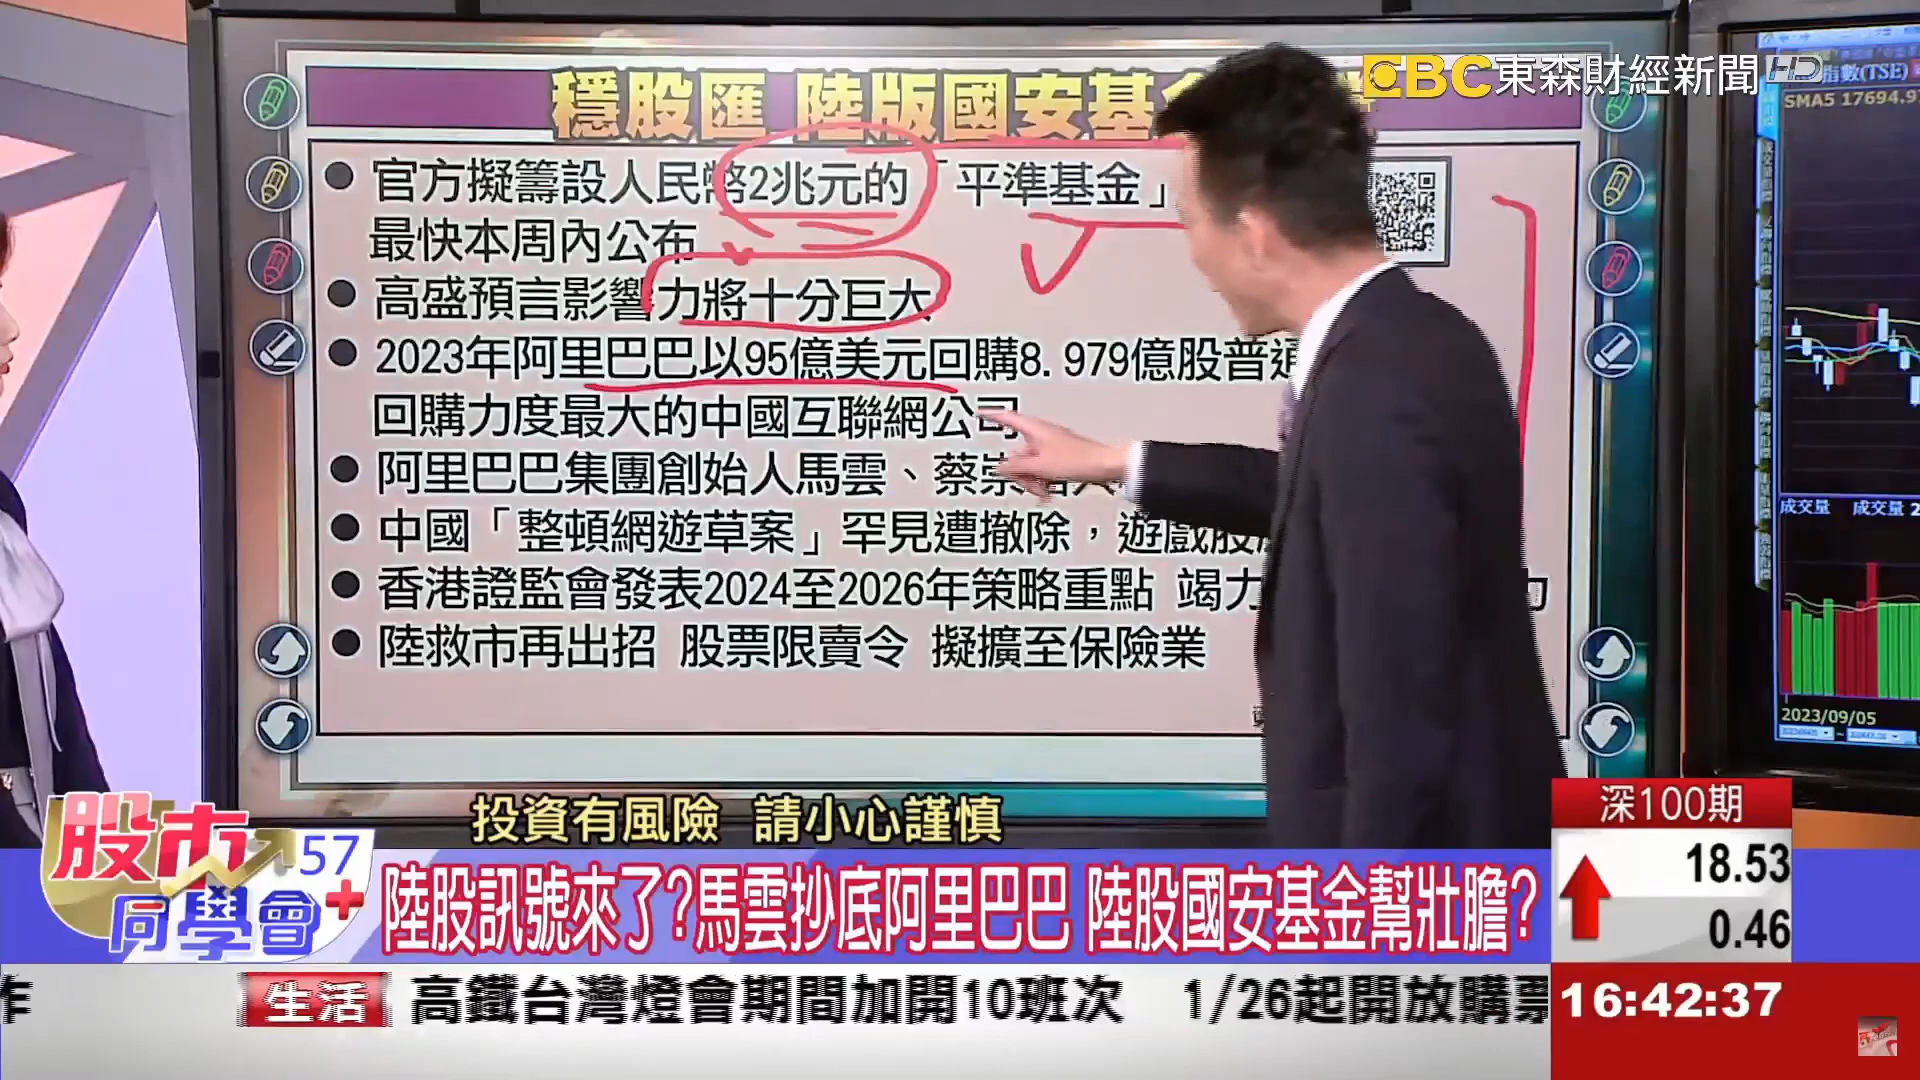 穩股匯 陸版國安基
EBC東森財經新聞 HD
指數(TSE)
SMA5 17694.9
官方擬籌設人民幣2兆元的「平準基金」
最快本周內公布
高盛預言影響力將十分巨大
2023年阿里巴巴以95億美元回購8.979億股普通
回購力度最大的中國互聯網公司
阿里巴巴集團創始人馬雲、蔡崇
中國「整頓網遊草案」罕見遭撤除,遊戲股
香港證監會發表2024至2026年策略重點 竭力
陸救市再出招 股票限賣令 擬擴至保險業
成交量 成交量 2
2023/09/05
投資有風險 請小心謹慎
股市同學會 57+
陸股訊號來了?馬雲抄底阿里巴巴 陸股國安基金幫壯膽?
深100期
18.53
0.46
作 生活 高鐵台灣燈會期間加開10班次 1/26起開放購票
16:42:37